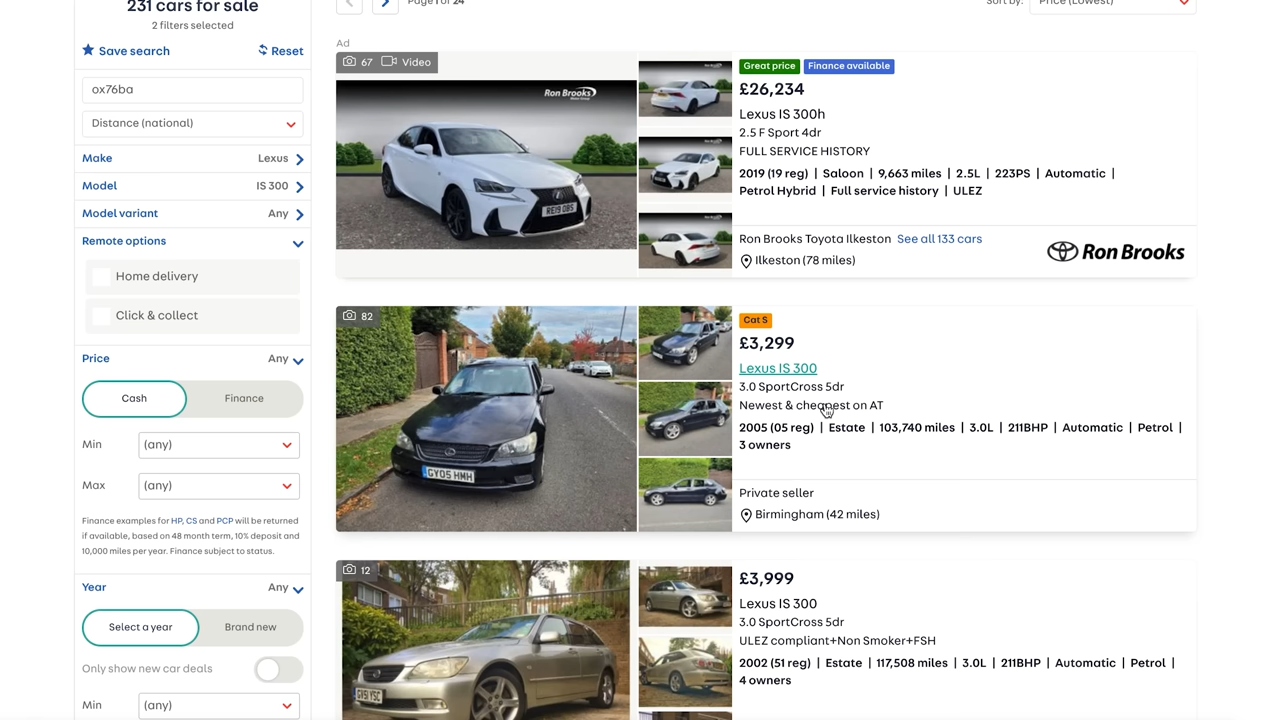 231 cars for sale
2 filters selected
Save search
Reset
ox76ba
Distance (national)
Make
Lexus
Model
IS 300
Model variant
Any
Remote options
Home delivery
Click & collect
Price
Any
Cash
Finance
Min
(any)
Max
(any)
Finance examples for HP, CS and PCP will be returned
if available, based on 48 month term, 10% deposit and
10,000 miles per year. Finance subject to status.
Year
Any
Select a year
Brand new
Only show new car deals
Min
(any)
Page 1 of 24
Sort by:
Price (Lowest)
Ad
67
Video
Ron Brooks
RE19 OBS
Great price
Finance available
£26,234
Lexus IS 300h
2.5 F Sport 4dr
FULL SERVICE HISTORY
2019 (19 reg) | Saloon | 9,663 miles | 2.5L | 223PS | Automatic |
Petrol Hybrid | Full service history | ULEZ
Ron Brooks Toyota Ilkeston See all 133 cars
Ilkeston (78 miles)
Ron Brooks
82
GY05 HMH
Cat S
£3,299
Lexus IS 300
3.0 SportCross 5dr
Newest & cheapest on AT
2005 (05 reg) | Estate | 103,740 miles | 3.0L | 211BHP | Automatic | Petrol |
3 owners
Private seller
Birmingham (42 miles)
12
GV51 YSC
£3,999
Lexus IS 300
3.0 SportCross 5dr
ULEZ compliant+Non Smoker+FSH
2002 (51 reg) | Estate | 117,508 miles | 3.0L | 211BHP | Automatic | Petrol |
4 owners